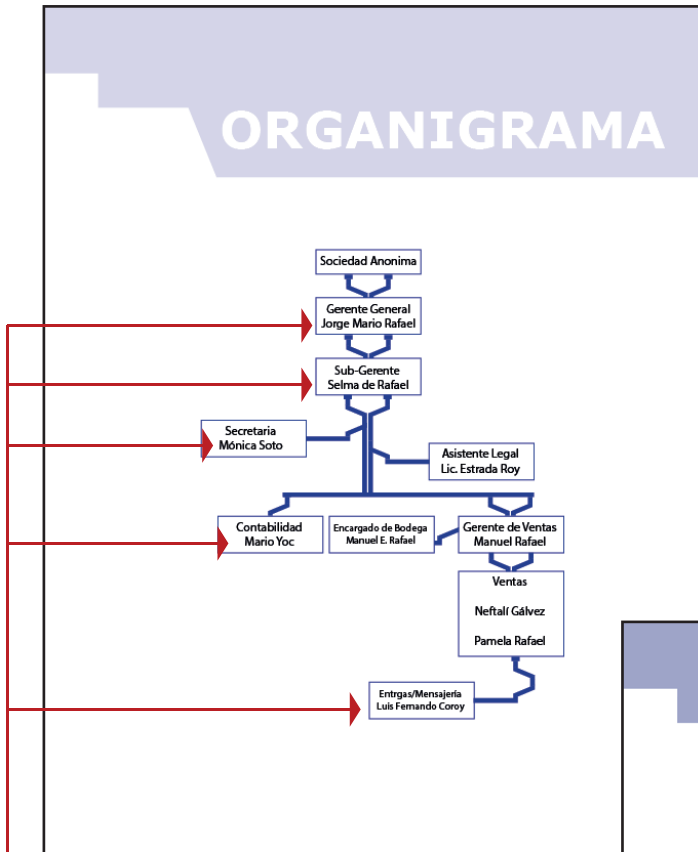 ORGANIGRAMA
Sociedad Anonima
Gerente General
Jorge Mario Rafael
Sub-Gerente
Selma de Rafael
Secretaria
Mónica Soto
Asistente Legal
Lic. Estrada Roy
Contabilidad
Mario Yoc
Encargado de Bodega
Manuel E. Rafael
Gerente de Ventas
Manuel Rafael
Ventas
Neftalí Gálvez
Pamela Rafael
Entrgas/Mensajería
Luis Fernando Coroy